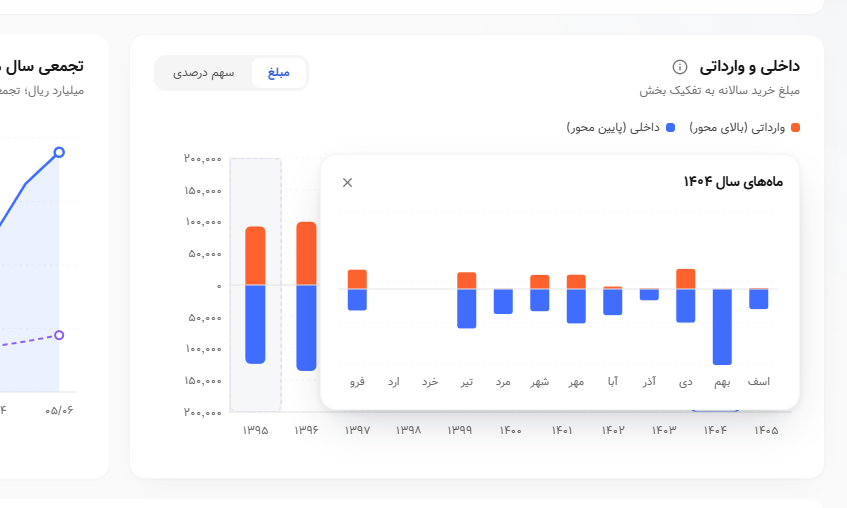 داخلی و وارداتی
مبلغ خرید سالانه به تفکیک بخش
مبلغ
سهم درصدی
وارداتی (بالای محور)
داخلی (پایین محور)
۲۰۰,۰۰۰
۱۵۰,۰۰۰
۱۰۰,۰۰۰
۵۰,۰۰۰
۰
۵۰,۰۰۰
۱۰۰,۰۰۰
۱۵۰,۰۰۰
۲۰۰,۰۰۰
۱۳۹۵ ۱۳۹۶ ۱۳۹۷ ۱۳۹۸ ۱۳۹۹ ۱۴۰۰ ۱۴۰۱ ۱۴۰۲ ۱۴۰۳ ۱۴۰۴ ۱۴۰۵
ماه‌های سال ۱۴۰۴
فرو ارد خرد تیر مرد شهر مهر آبا آذر دی بهم اسف
تجمعی سال
میلیارد ریال؛
۰۵/۰۶